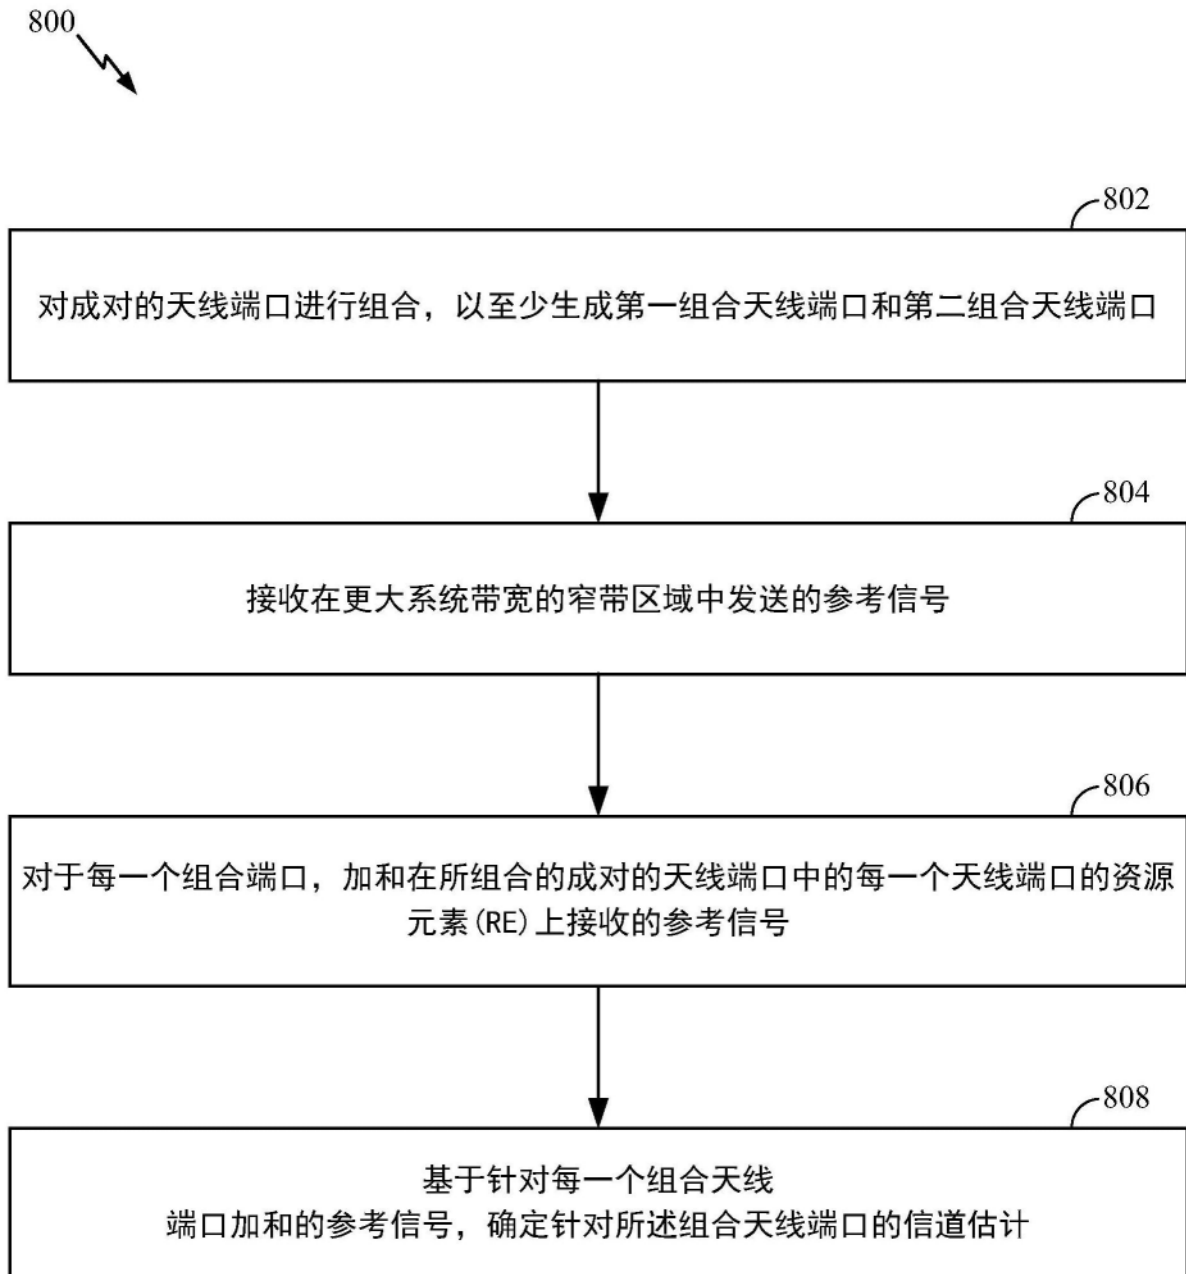 800
802
对成对的天线端口进行组合，以至少生成第一组合天线端口和第二组合天线端口
804
接收在更大系统带宽的窄带区域中发送的参考信号
806
对于每一个组合端口，加和在所组合的成对的天线端口中的每一个天线端口的资源
元素(RE)上接收的参考信号
808
基于针对每一个组合天线
端口加和的参考信号，确定针对所述组合天线端口的信道估计